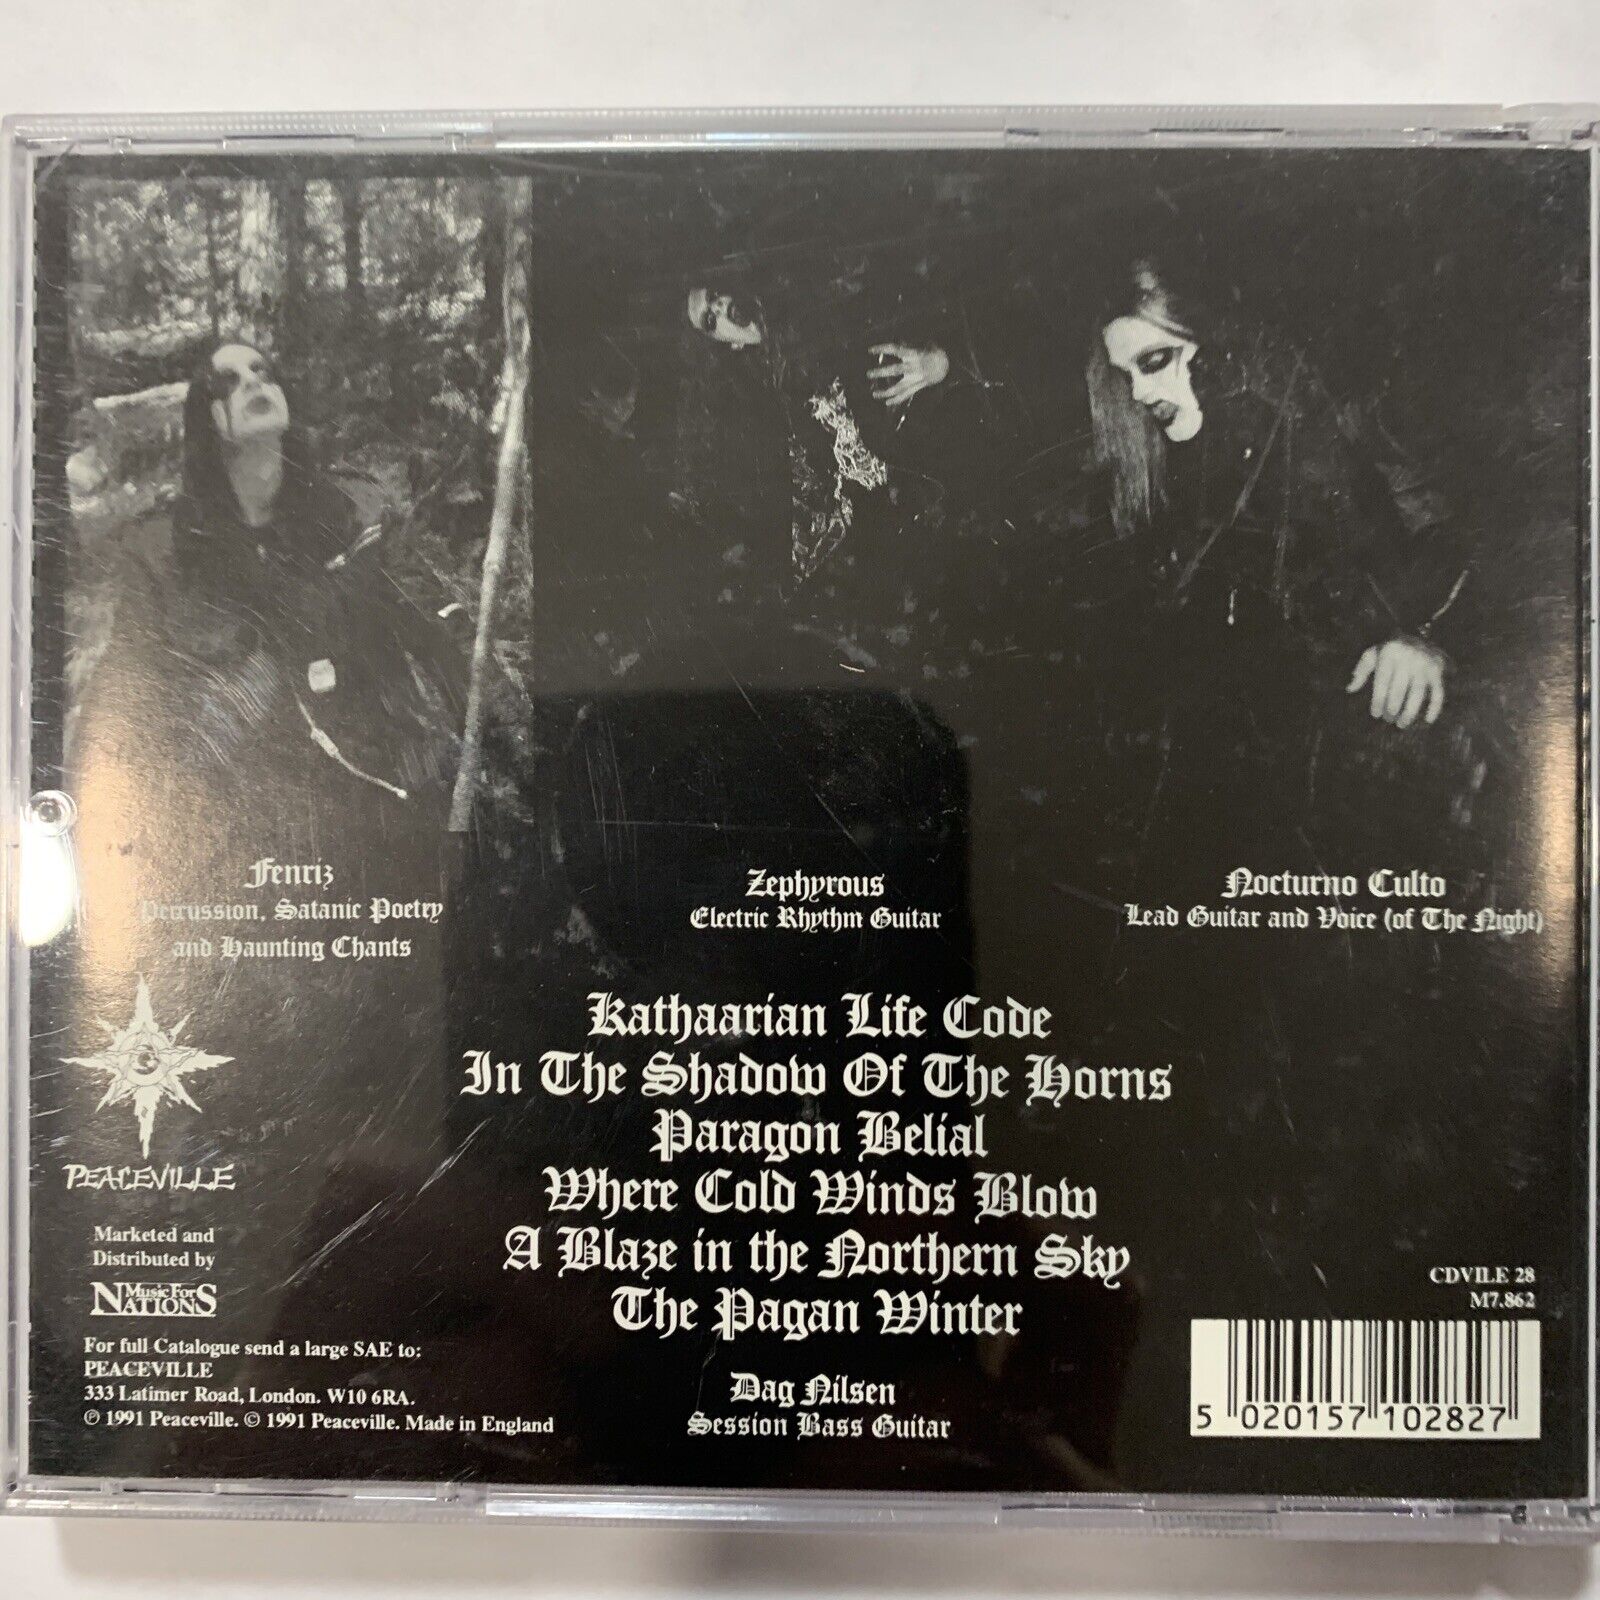 Fenriz
Percussion, Satanic Poetry
and Haunting Chants
Zephyrous
Electric Rhythm Guitar
Nocturno Culto
Lead Guitar and Voice (of The Night)
Kathaarian Life Code
In The Shadow Of The Horns
Paragon Belial
Where Cold Winds Blow
A Blaze in the Northern Sky
The Pagan Winter
Dag Nilsen
Session Bass Guitar
PEACEVILLE
Marketed and
Distributed by
Music For
NATIONS
For full Catalogue send a large SAE to:
PEACEVILLE
333 Latimer Road, London. W10 6RA.
℗ 1991 Peaceville. © 1991 Peaceville. Made in England
CDVILE 28
M7.862
5 020157 102827